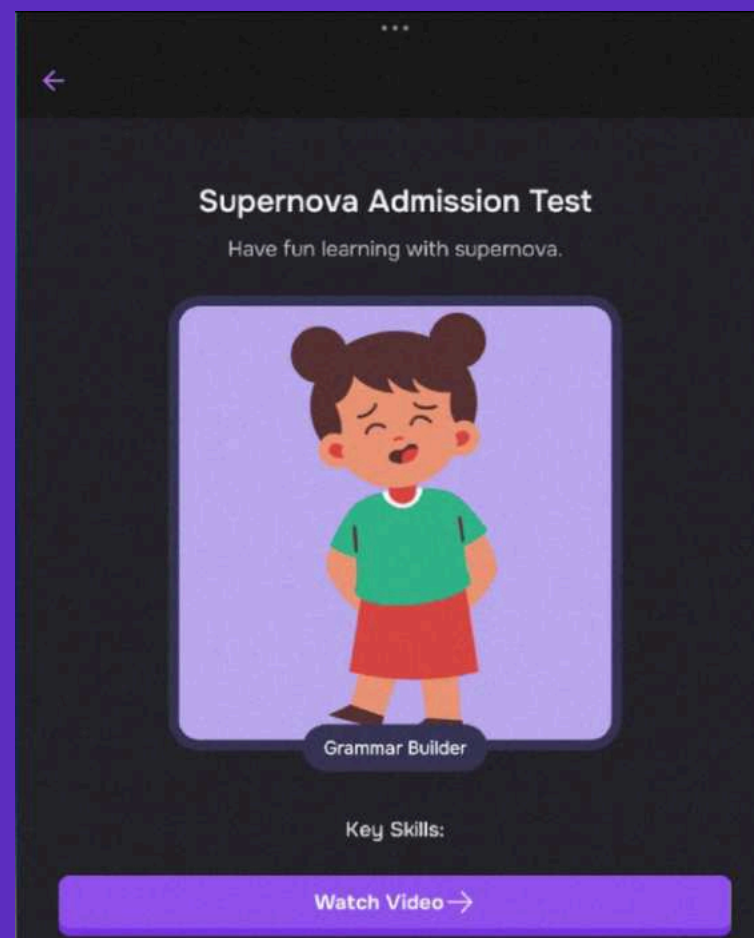 Supernova Admission Test
Have fun learning with supernova.
Grammar Builder
Key Skills:
Watch Video→